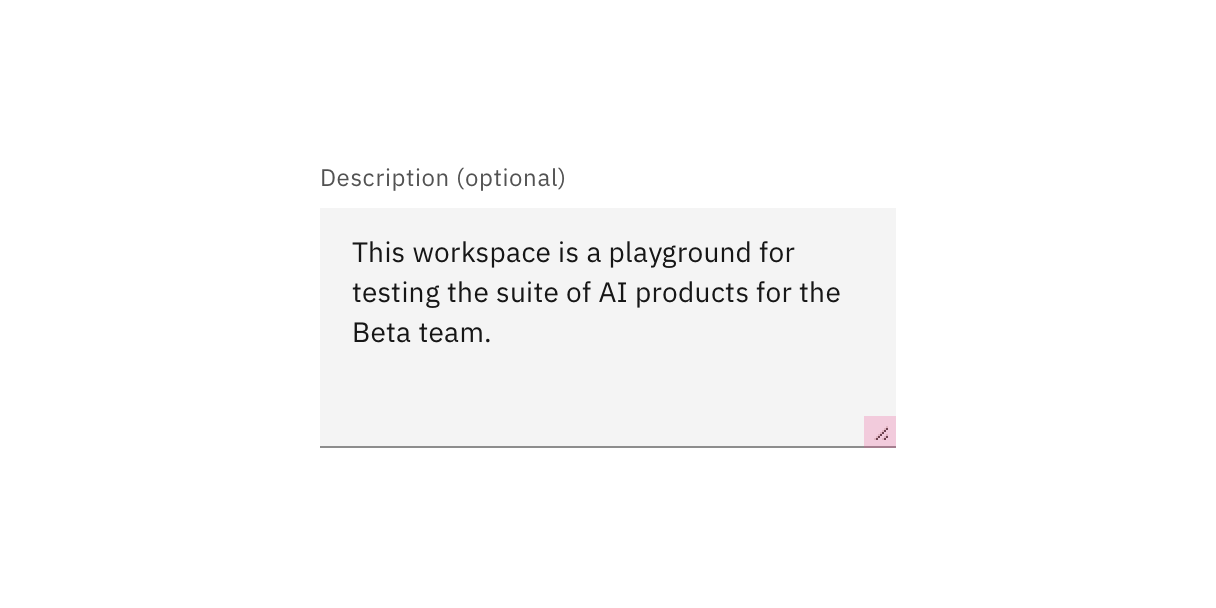 Description (optional)
This workspace is a playground for
testing the suite of AI products for the
Beta team.